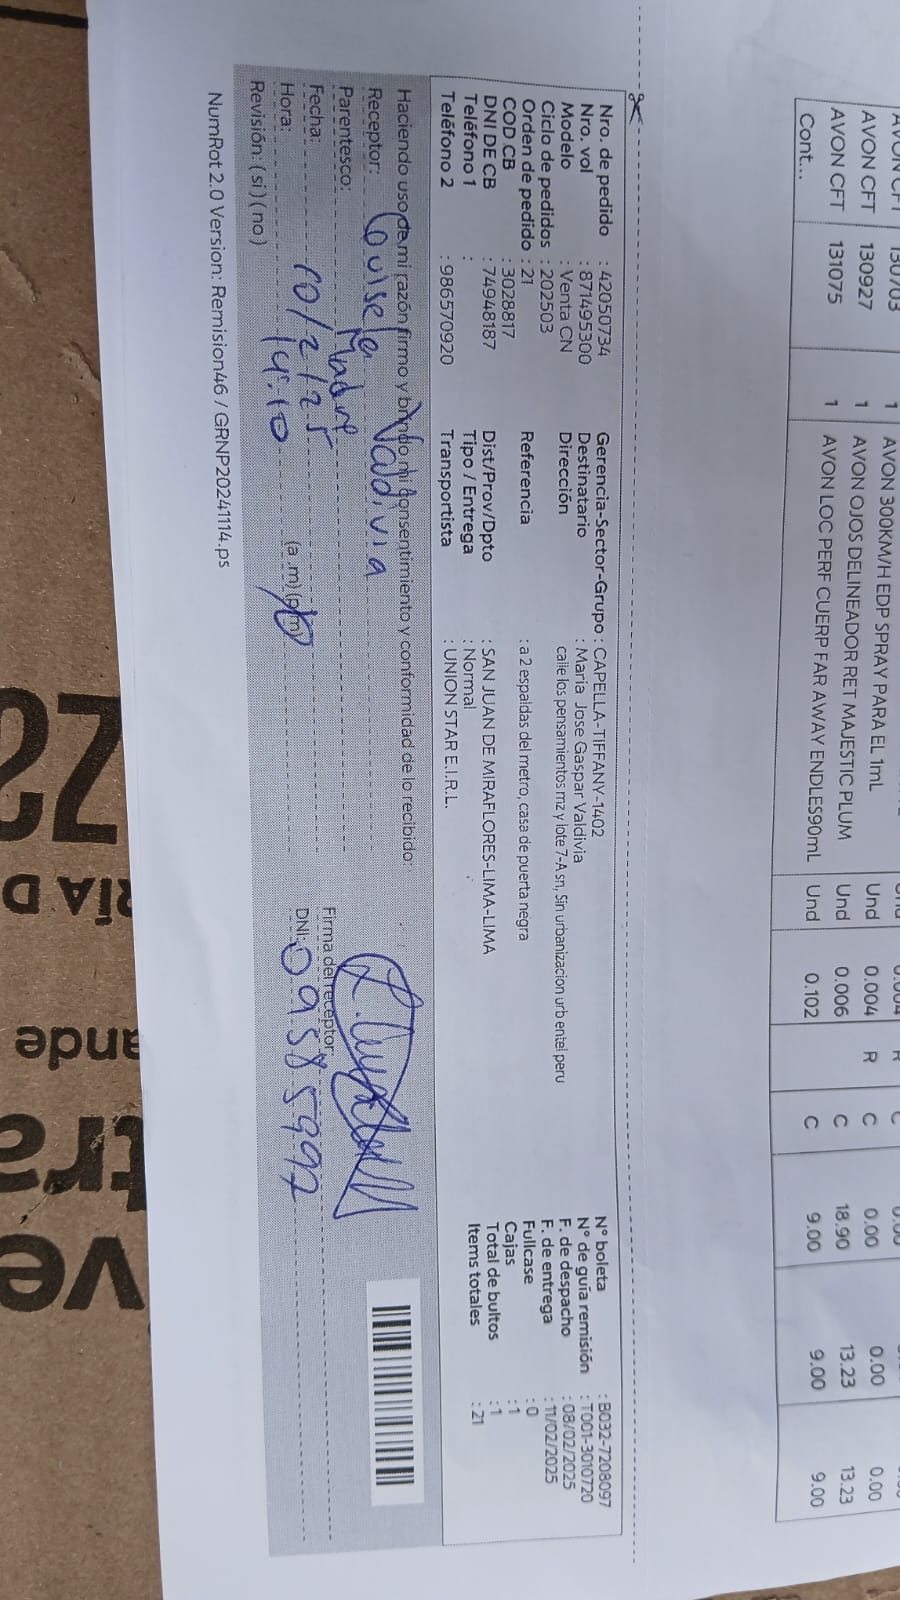 AVON CFT 130703 1 AVON 300KM/H EDP SPRAY PARA EL 1mL Und 0.004 R C 0.00
AVON CFT 130927 1 AVON OJOS DELINEADOR RET MAJESTIC PLUM Und 0.004 R C 0.00 0.00 0.00
AVON CFT 131075 1 AVON LOC PERF CUERP FAR AWAY ENDLES90mL Und 0.006 C 18.90 13.23 13.23
Cont... Und 0.102 C 9.00 9.00 9.00
Nro. de pedido : 42050734 Gerencia-Sector-Grupo : CAPELLA-TIFFANY-1402 N° boleta : B032-7208097
Nro. vol : 871495300 Destinatario : Maria Jose Gaspar Valdivia N° de guía remisión : T001-3010720
Modelo : Venta CN Dirección calle los pensamientos mz y lote 7-A sn, Sin urbanizacion urb entel peru F. de despacho : 08/02/2025
Ciclo de pedidos : 202503 F. de entrega : 11/02/2025
Orden de pedido : 21 Referencia : a 2 espaldas del metro, casa de puerta negra Fullcase : 0
COD CB : 3028817 Cajas : 1
DNI DE CB : 74948187 Dist/Prov/Dpto : SAN JUAN DE MIRAFLORES-LIMA-LIMA Total de bultos : 1
Teléfono 1 : Tipo / Entrega : Normal Items totales : 21
Teléfono 2 : 986570920 Transportista : UNION STAR E.I.R.L.
Haciendo uso de mi razón firmo y brindo mi consentimiento y conformidad de lo recibido:
Receptor: Guisela Valdivia
Parentesco: Madre
Fecha: 10/2/25 Firma del receptor:
Hora: 14:10 (a .m) (p.m) DNI: 09585997
Revisión: (si) (no)
NumRot 2.0 Version: Remision46 / GRNP20241114.ps